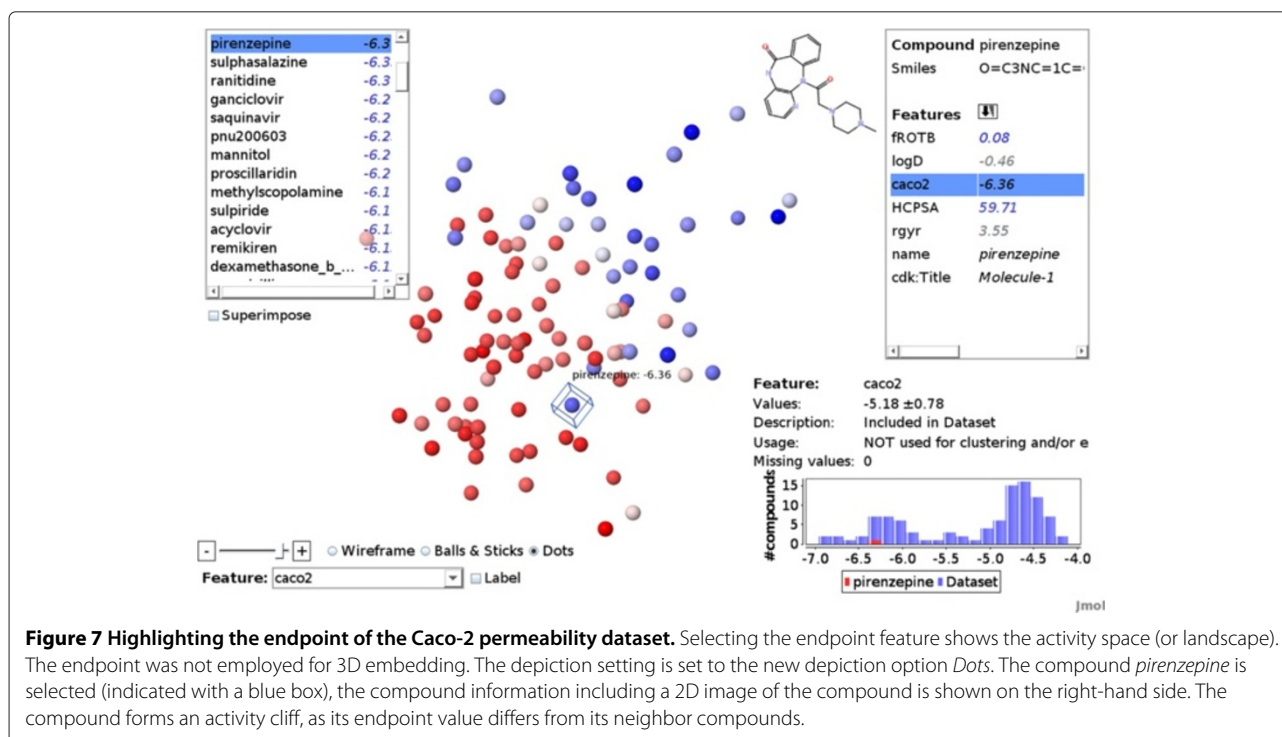 pirenzepine -6.3
sulphasalazine -6.3
ranitidine -6.3
ganciclovir -6.2
saquinavir -6.2
pnu200603 -6.2
mannitol -6.2
proscillaridin -6.2
methylscopolamine -6.1
sulpiride -6.1
acyclovir -6.1
remikiren -6.1
dexamethasone_b_... -6.1
Superimpose
pirenzepine: -6.36
- + Wireframe Balls & Sticks Dots
Feature: caco2 Label
Compound pirenzepine
Smiles O=C3NC=1C=
Features
fROTB 0.08
logD -0.46
caco2 -6.36
HCPSA 59.71
rgyr 3.55
name pirenzepine
cdk:Title Molecule-1
Feature: caco2
Values: -5.18 ±0.78
Description: Included in Dataset
Usage: NOT used for clustering and/or e
Missing values: 0
#compounds
15
10
5
0
-7.0 -6.5 -6.0 -5.5 -5.0 -4.5 -4.0
pirenzepine Dataset
Jmol
Figure 7 Highlighting the endpoint of the Caco-2 permeability dataset. Selecting the endpoint feature shows the activity space (or landscape).
The endpoint was not employed for 3D embedding. The depiction setting is set to the new depiction option Dots. The compound pirenzepine is
selected (indicated with a blue box), the compound information including a 2D image of the compound is shown on the right-hand side. The
compound forms an activity cliff, as its endpoint value differs from its neighbor compounds.